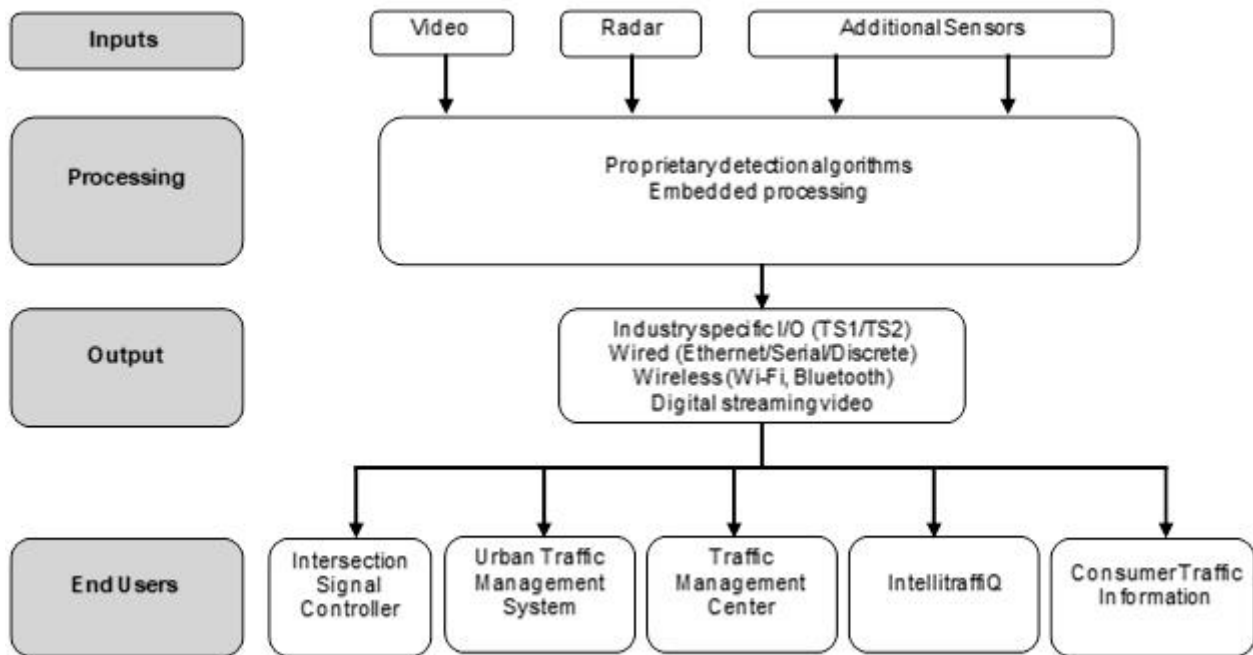 Inputs
Video
Radar
Additional Sensors
Processing
Proprietary detection algorithms
Embedded processing
Output
Industry specific I/O (TS1/TS2)
Wired (Ethernet/Serial/Discrete)
Wireless (Wi-Fi, Bluetooth)
Digital streaming video
End Users
Intersection
Signal
Controller
Urban Traffic
Management
System
Traffic
Management
Center
IntellitraffiQ
Consumer Traffic
Information